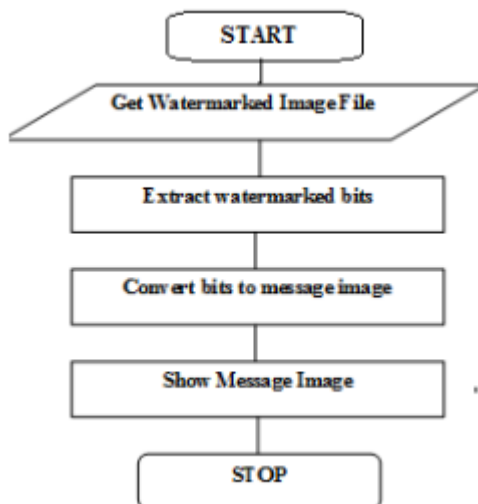 START
Get Watermarked Image File
Extract watermarked bits
Convert bits to message image
Show Message Image
STOP